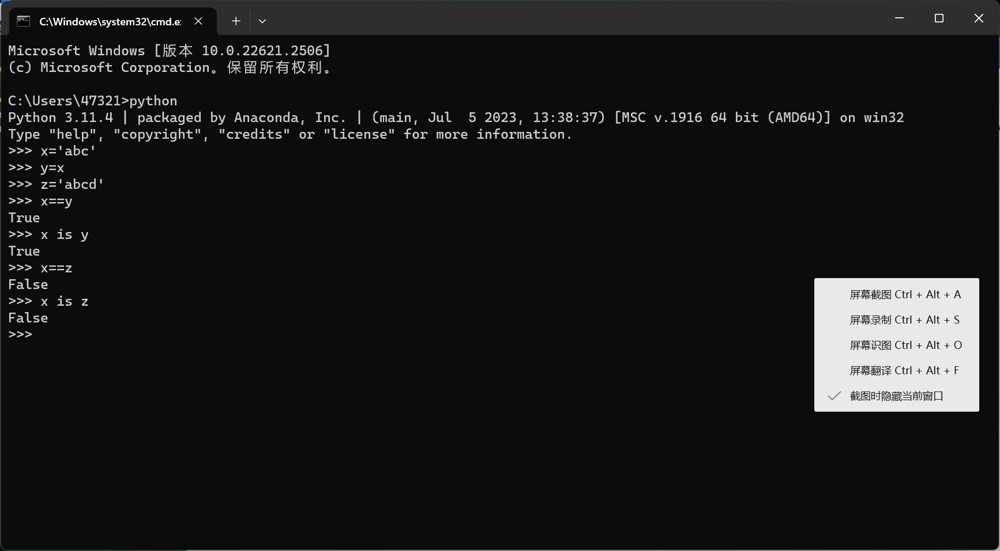 C:\Windows\system32\cmd.e
Microsoft Windows [版本 10.0.22621.2506]
(c) Microsoft Corporation。保留所有权利。
C:\Users\47321>python
Python 3.11.4 | packaged by Anaconda, Inc. | (main, Jul  5 2023, 13:38:37) [MSC v.1916 64 bit (AMD64)] on win32
Type "help", "copyright", "credits" or "license" for more information.
>>> x='abc'
>>> y=x
>>> z='abcd'
>>> x==y
True
>>> x is y
True
>>> x==z
False
>>> x is z
False
>>>
屏幕截图 Ctrl + Alt + A
屏幕录制 Ctrl + Alt + S
屏幕识图 Ctrl + Alt + O
屏幕翻译 Ctrl + Alt + F
截图时隐藏当前窗口